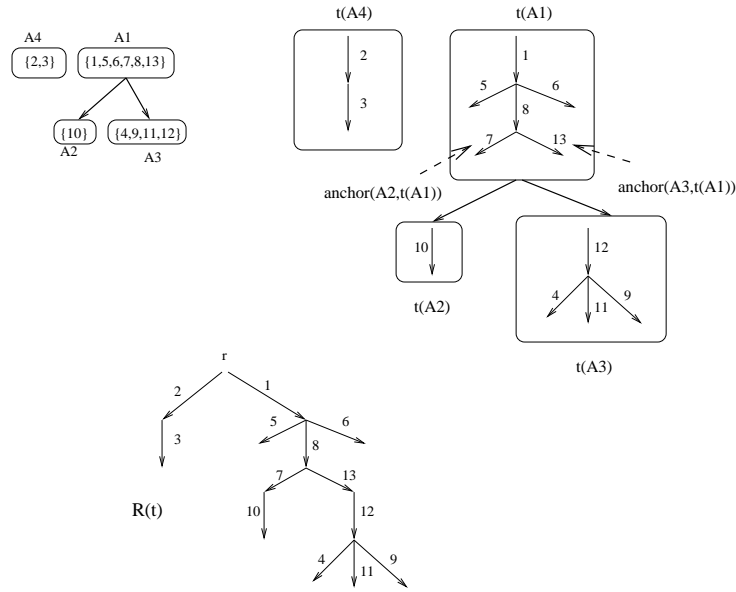 t(A4)
t(A1)
A4
A1
{2,3}
{1,5,6,7,8,13}
2
1
3
5
6
8
{10}
{4,9,11,12}
7
13
A2
A3
anchor(A2,t(A1))
anchor(A3,t(A1))
10
12
4
11
9
t(A2)
t(A3)
r
2
1
3
5
6
8
7
13
R(t)
10
12
4
11
9